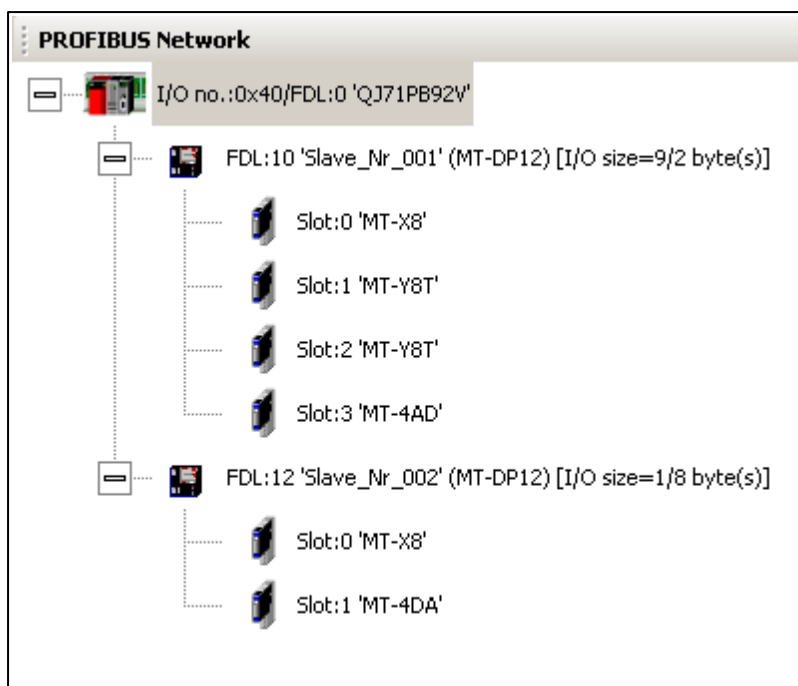 PROFIBUS Network
I/O no.:0x40/FDL:0 'QJ71PB92V'
FDL:10 'Slave_Nr_001' (MT-DP12) [I/O size=9/2 byte(s)]
Slot:0 'MT-X8'
Slot:1 'MT-Y8T'
Slot:2 'MT-Y8T'
Slot:3 'MT-4AD'
FDL:12 'Slave_Nr_002' (MT-DP12) [I/O size=1/8 byte(s)]
Slot:0 'MT-X8'
Slot:1 'MT-4DA'